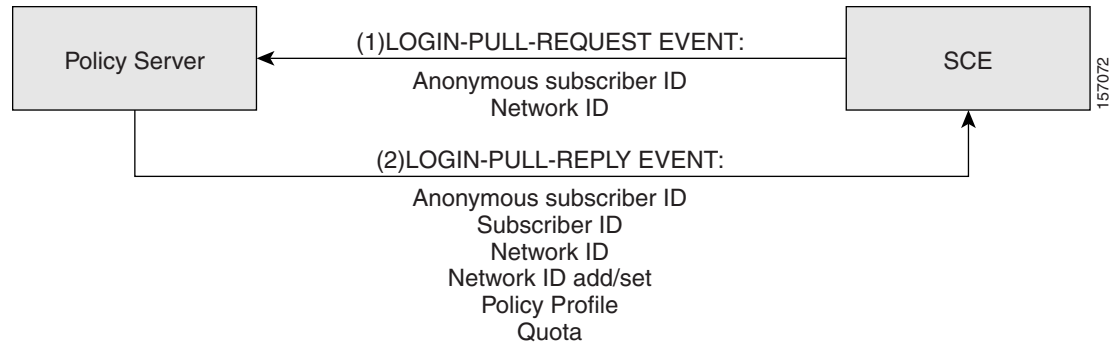 Policy Server
(1)LOGIN-PULL-REQUEST EVENT:
Anonymous subscriber ID
Network ID
SCE
157072
(2)LOGIN-PULL-REPLY EVENT:
Anonymous subscriber ID
Subscriber ID
Network ID
Network ID add/set
Policy Profile
Quota